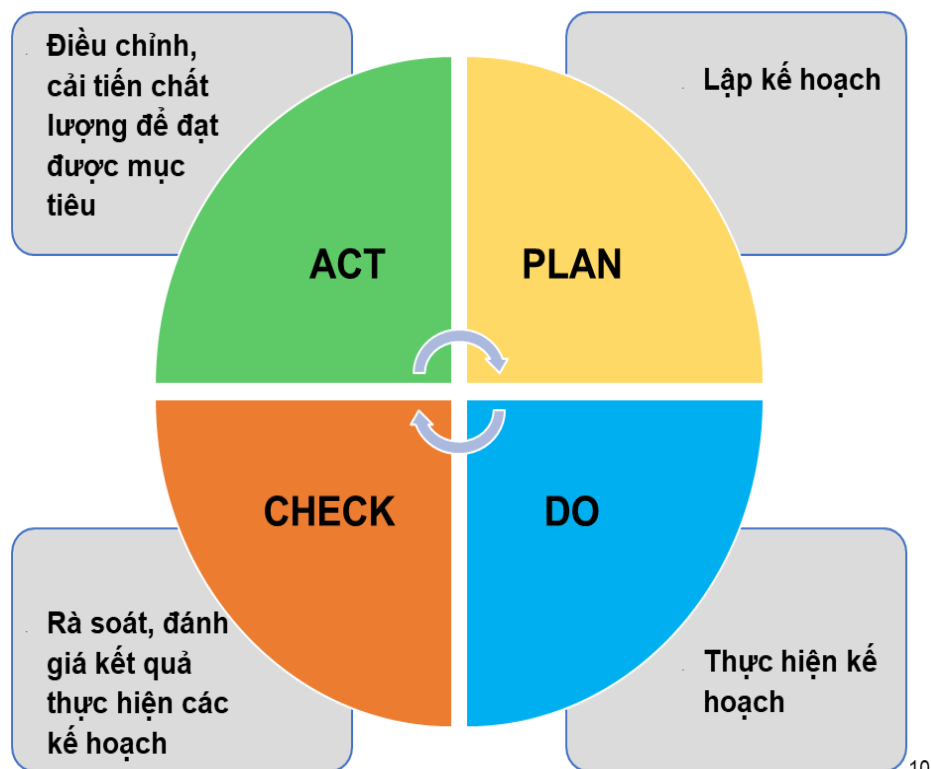 Điều chỉnh,
cải tiến chất
lượng để đạt
được mục
tiêu
Lập kế hoạch
ACT
PLAN
CHECK
DO
Rà soát, đánh
giá kết quả
thực hiện các
kế hoạch
Thực hiện kế
hoạch
10